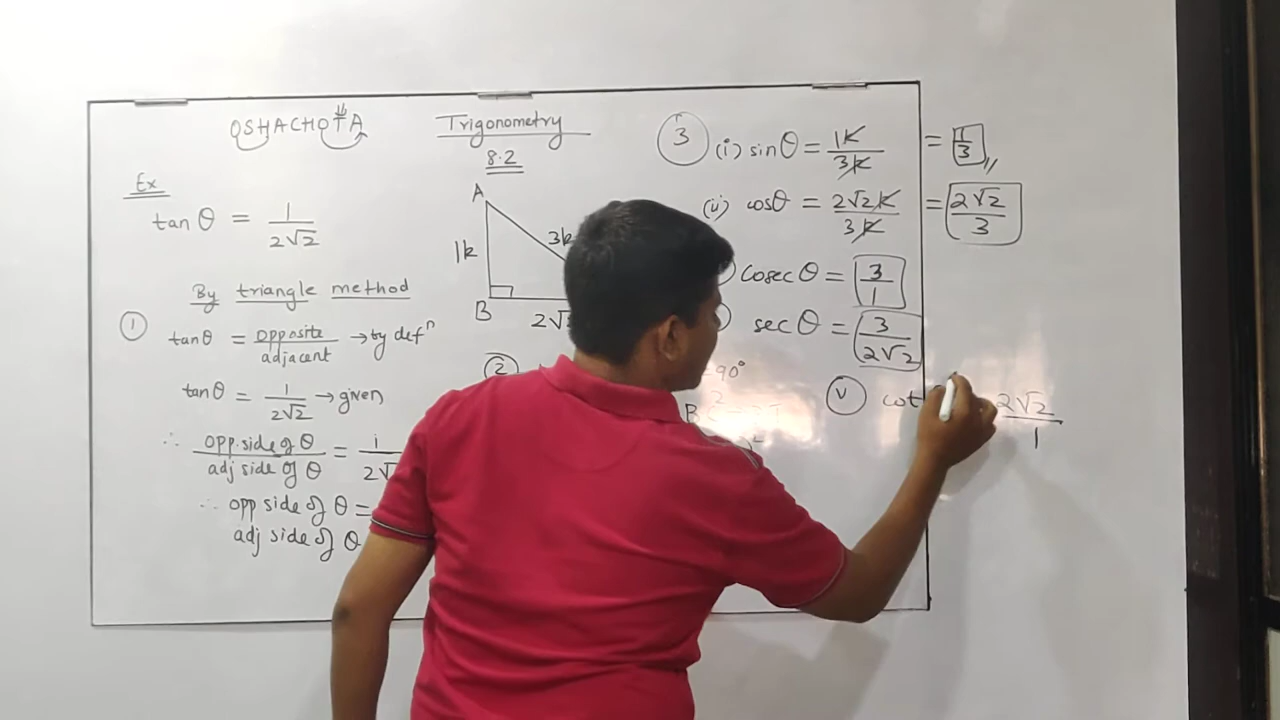 OSHACHOTA
Trigonometry
8.2
Ex
tan θ = 1/2√2
By triangle method
① tanθ = opposite/adjacent → by defⁿ
tanθ = 1/2√2 → given
∴ opp. side of θ/adj side of θ = 1/2√
∴ opp side of θ =
adj side of θ
A
1k
3k
B
2√
②
=90°
③ (i) sinθ = 1k/3k = 1/3
(ii) cosθ = 2√2k/3k = 2√2/3
cosec θ = 3/1
sec θ = 3/2√2
ⓥ cot 2√2/1